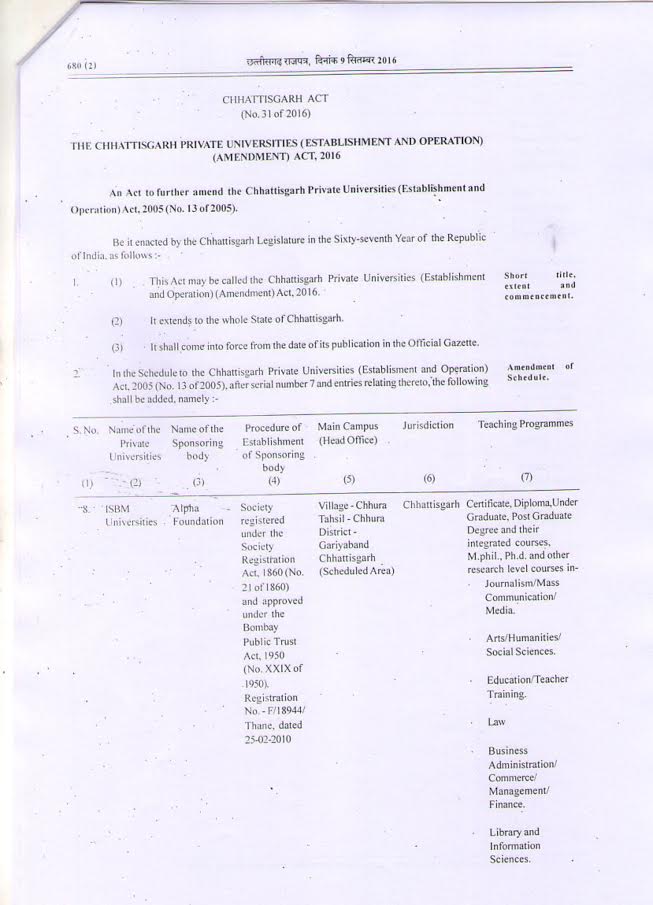 680 (2)
छत्तीसगढ़ राजपत्र, दिनांक 9 सितम्बर 2016
CHHATTISGARH ACT
(No. 31 of 2016)
THE CHHATTISGARH PRIVATE UNIVERSITIES (ESTABLISHMENT AND OPERATION)
(AMENDMENT) ACT, 2016
An Act to further amend the Chhattisgarh Private Universities (Establishment and
Operation) Act, 2005 (No. 13 of 2005).
Be it enacted by the Chhattisgarh Legislature in the Sixty-seventh Year of the Republic
of India, as follows :-
1. (1) This Act may be called the Chhattisgarh Private Universities (Establishment
and Operation) (Amendment) Act, 2016.
Short title,
extent and
commencement.
(2) It extends to the whole State of Chhattisgarh.
(3) It shall come into force from the date of its publication in the Official Gazette.
2. In the Schedule to the Chhattisgarh Private Universities (Establisment and Operation)
Act, 2005 (No. 13 of 2005), after serial number 7 and entries relating thereto, the following
shall be added, namely :-
Amendment of
Schedule.
S. No.
Name of the
Private
Universities
Name of the
Sponsoring
body
Procedure of
Establishment
of Sponsoring
body
Main Campus
(Head Office)
Jurisdiction
Teaching Programmes
(1) (2) (3) (4) (5) (6) (7)
"8.
ISBM
Universities
Alpha
Foundation
Society
registered
under the
Society
Registration
Act, 1860 (No.
21 of 1860)
and approved
under the
Bombay
Public Trust
Act, 1950
(No. XXIX of
1950).
Registration
No. - F/18944/
Thane, dated
25-02-2010
Village - Chhura
Tahsil - Chhura
District -
Gariyaband
Chhattisgarh
(Scheduled Area)
Chhattisgarh
Certificate, Diploma, Under
Graduate, Post Graduate
Degree and their
integrated courses,
M.phil., Ph.d. and other
research level courses in-
Journalism/Mass
Communication/
Media.
Arts/Humanities/
Social Sciences.
Education/Teacher
Training.
Law
Business
Administration/
Commerce/
Management/
Finance.
Library and
Information
Sciences.